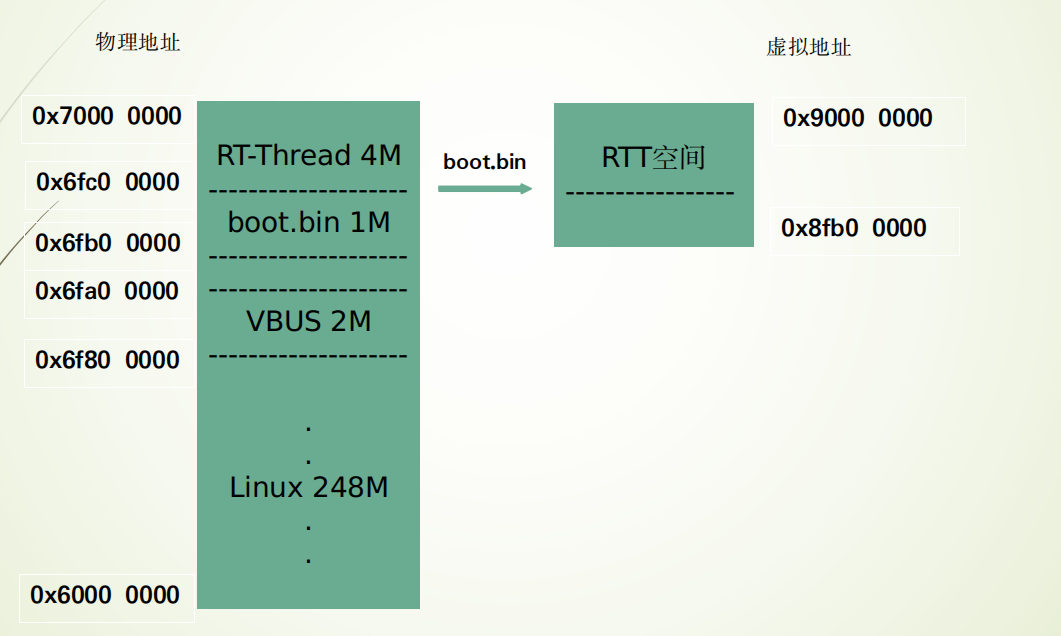 物理地址
虚拟地址
0x7000 0000
0x6fc0 0000
0x6fb0 0000
0x6fa0 0000
0x6f80 0000
0x6000 0000
RT-Thread 4M
---------------------
boot.bin 1M
---------------------
---------------------
VBUS 2M
---------------------
.
.
Linux 248M
.
.
boot.bin
RTT空间
------------------
0x9000 0000
0x8fb0 0000